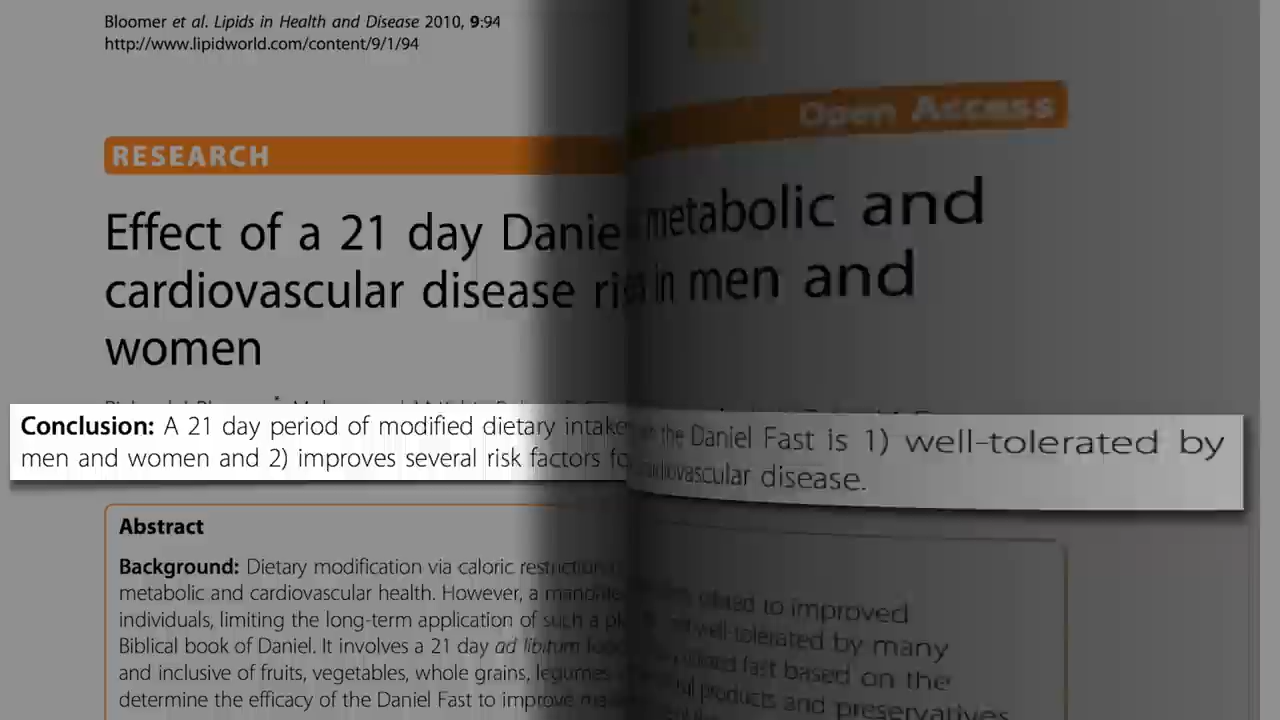 Bloomer et al. Lipids in Health and Disease 2010, 9:94
http://www.lipidworld.com/content/9/1/94
RESEARCH Open Access
Effect of a 21 day metabolic and
cardiovascular disease in men and
women
Conclusion: A 21 day period of modified dietary intake the Daniel Fast is 1) well-tolerated by
men and women and 2) improves several risk factors cardiovascular disease.
Abstract
Background: Dietary modification via caloric restriction to improved
metabolic and cardiovascular health. However, a well-tolerated by many
individuals, limiting the long-term application of such a fast based on the
Biblical book of Daniel. It involves a 21 day ad libitum products and preservatives
and inclusive of fruits, vegetables, whole grains, legumes
determine the efficacy of the Daniel Fast to improve